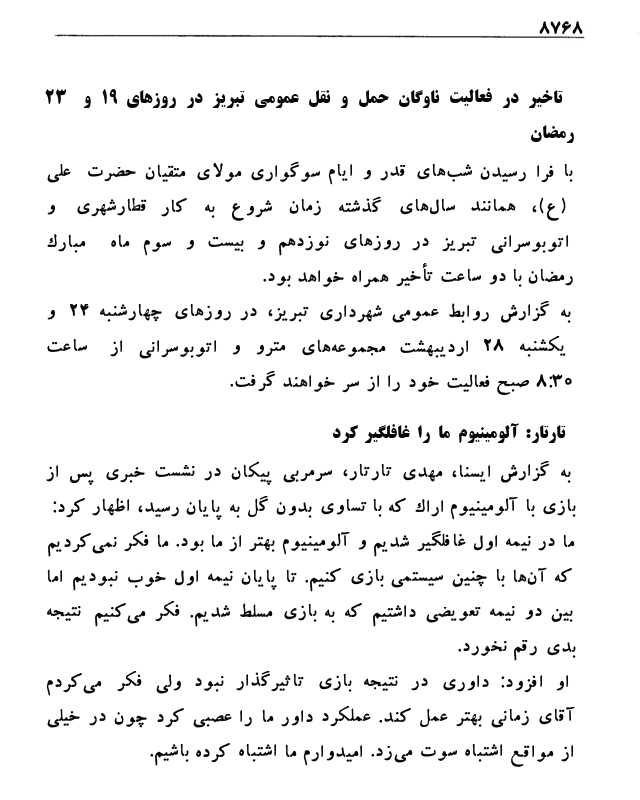 ۸۷۶۸
تاخیر در فعالیت ناوگان حمل و نقل عمومی تبریز در روزهای ۱۹ و ۲۳
رمضان
با فرا رسیدن شب‌های قدر و ایام سوگواری مولای متقیان حضرت علی
(ع)، همانند سال‌های گذشته زمان شروع به کار قطارشهری و
اتوبوسرانی تبریز در روزهای نوزدهم و بیست و سوم ماه مبارك
رمضان با دو ساعت تأخیر همراه خواهد بود.
به گزارش روابط عمومی شهرداری تبریز، در روزهای چهارشنبه ۲۴ و
یکشنبه ۲۸ اردیبهشت مجموعه‌های مترو و اتوبوسرانی از ساعت
۸:۳۰ صبح فعالیت خود را از سر خواهند گرفت.
تارتار: آلومینیوم ما را غافلگیر کرد
به گزارش ایسنا، مهدی تارتار، سرمربی پیکان در نشست خبری پس از
بازی با آلومینیوم اراك که با تساوی بدون گل به پایان رسید، اظهار کرد:
ما در نیمه اول غافلگیر شدیم و آلومینیوم بهتر از ما بود. ما فکر نمی‌کردیم
که آن‌ها با چنین سیستمی بازی کنیم. تا پایان نیمه اول خوب نبودیم اما
بین دو نیمه تعویضی داشتیم که به بازی مسلط شدیم. فکر می‌کنیم نتیجه
بدی رقم نخورد.
او افزود: داوری در نتیجه بازی تاثیرگذار نبود ولی فکر می‌کردم
آقای زمانی بهتر عمل کند. عملکرد داور ما را عصبی کرد چون در خیلی
از مواقع اشتباه سوت می‌زد. امیدوارم ما اشتباه کرده باشیم.